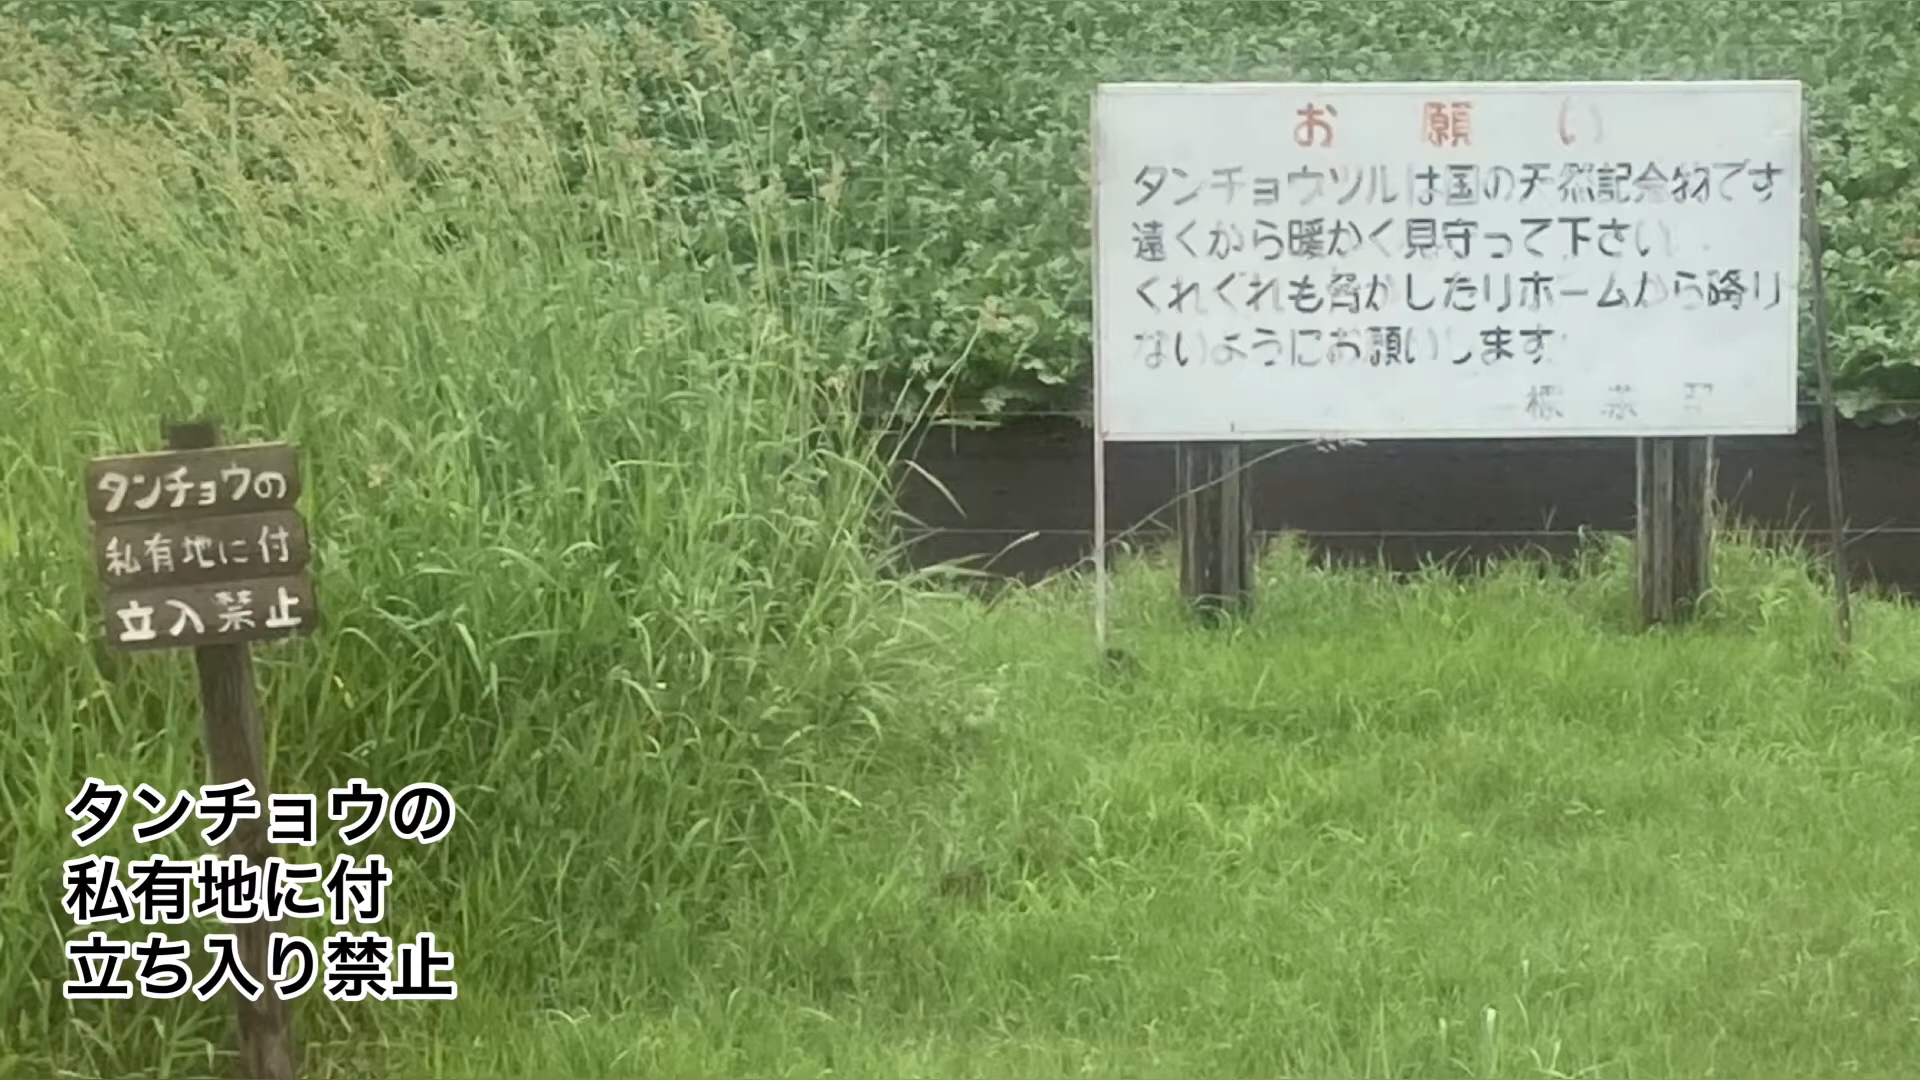 タンチョウの
私有地に付
立入禁止
お願い
タンチョウヅルは国の天然記念物です
遠くから暖かく見守って下さい
くれぐれも脅かしたりホームから降り
ないようにお願いします
標茶町
タンチョウの
私有地に付
立ち入り禁止